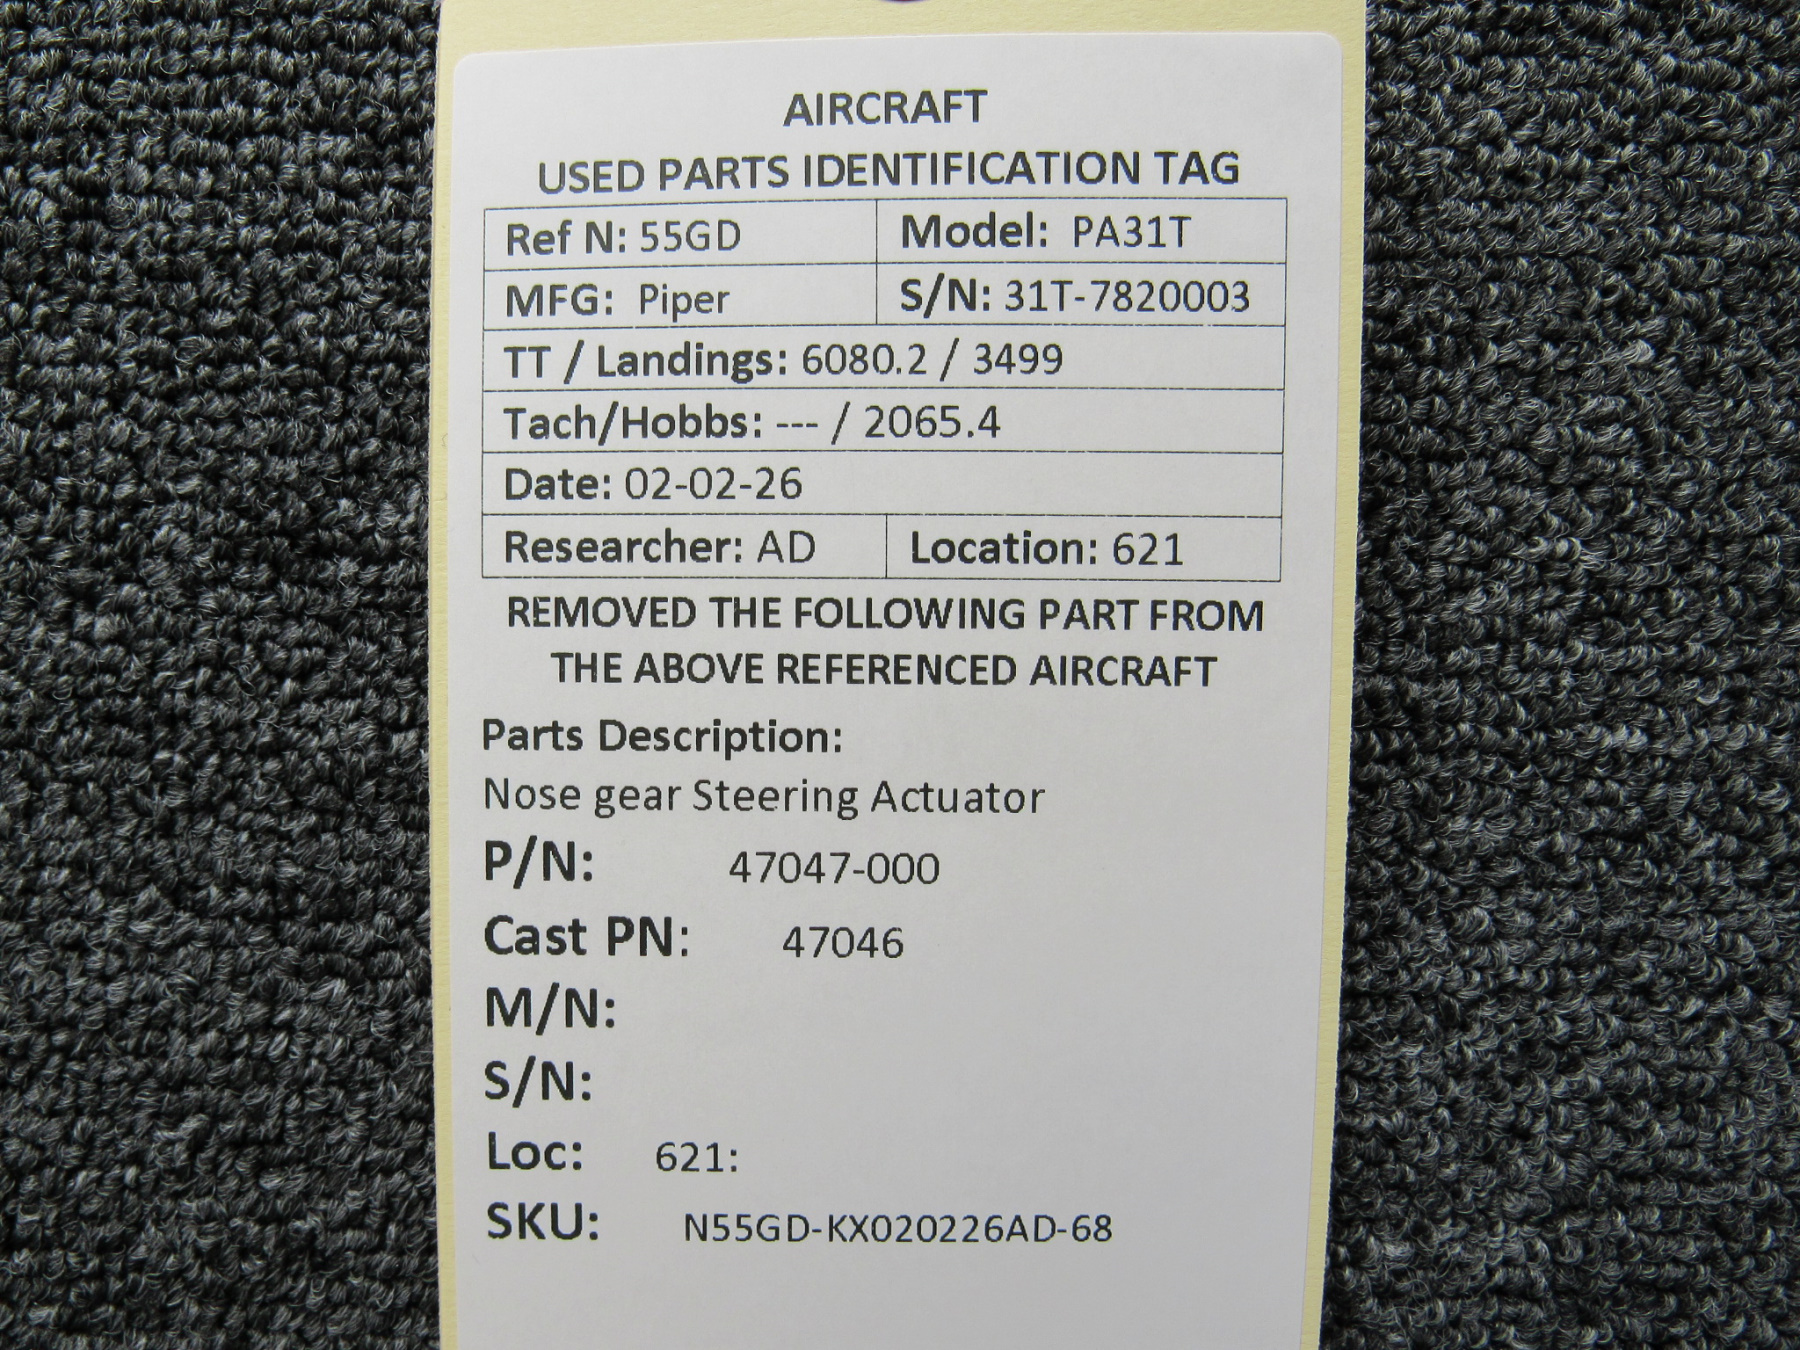 AIRCRAFT
USED PARTS IDENTIFICATION TAG
Ref N: 55GD Model: PA31T
MFG: Piper S/N: 31T-7820003
TT / Landings: 6080.2 / 3499
Tach/Hobbs: --- / 2065.4
Date: 02-02-26
Researcher: AD Location: 621
REMOVED THE FOLLOWING PART FROM
THE ABOVE REFERENCED AIRCRAFT
Parts Description:
Nose gear Steering Actuator
P/N: 47047-000
Cast PN: 47046
M/N:
S/N:
Loc: 621:
SKU: N55GD-KX020226AD-68